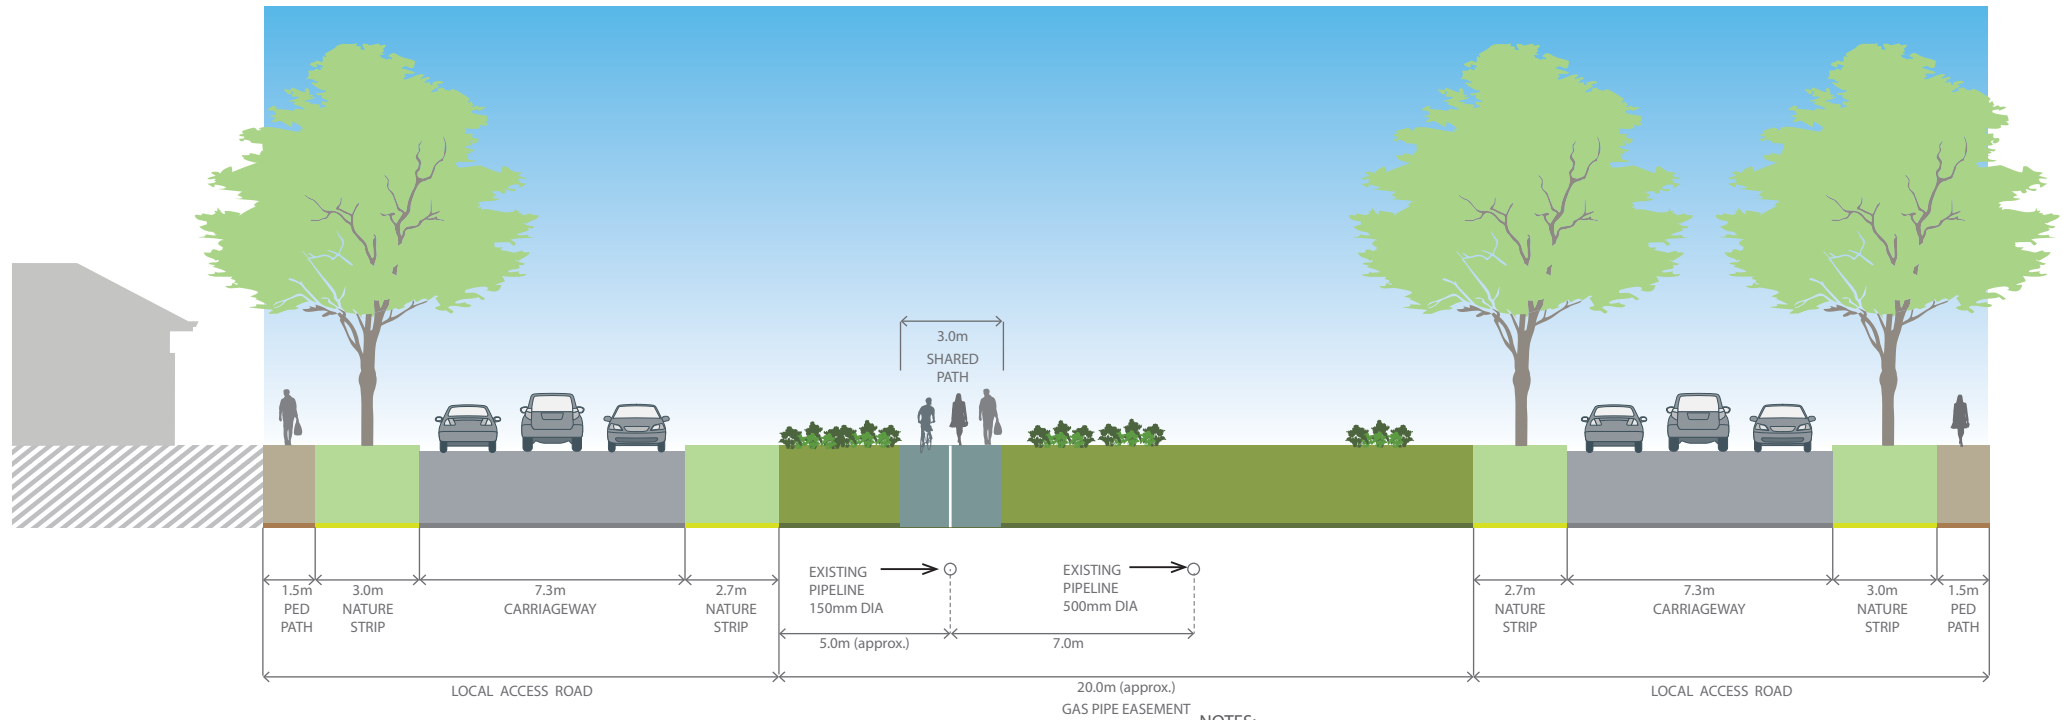 3.0m
SHARED
PATH
1.5m
PED
PATH
3.0m
NATURE
STRIP
7.3m
CARRIAGEWAY
2.7m
NATURE
STRIP
EXISTING
PIPELINE
150mm DIA
EXISTING
PIPELINE
500mm DIA
5.0m (approx.)
7.0m
2.7m
NATURE
STRIP
7.3m
CARRIAGEWAY
3.0m
NATURE
STRIP
1.5m
PED
PATH
LOCAL ACCESS ROAD
20.0m (approx.)
GAS PIPE EASEMENT
LOCAL ACCESS ROAD
NOTES: